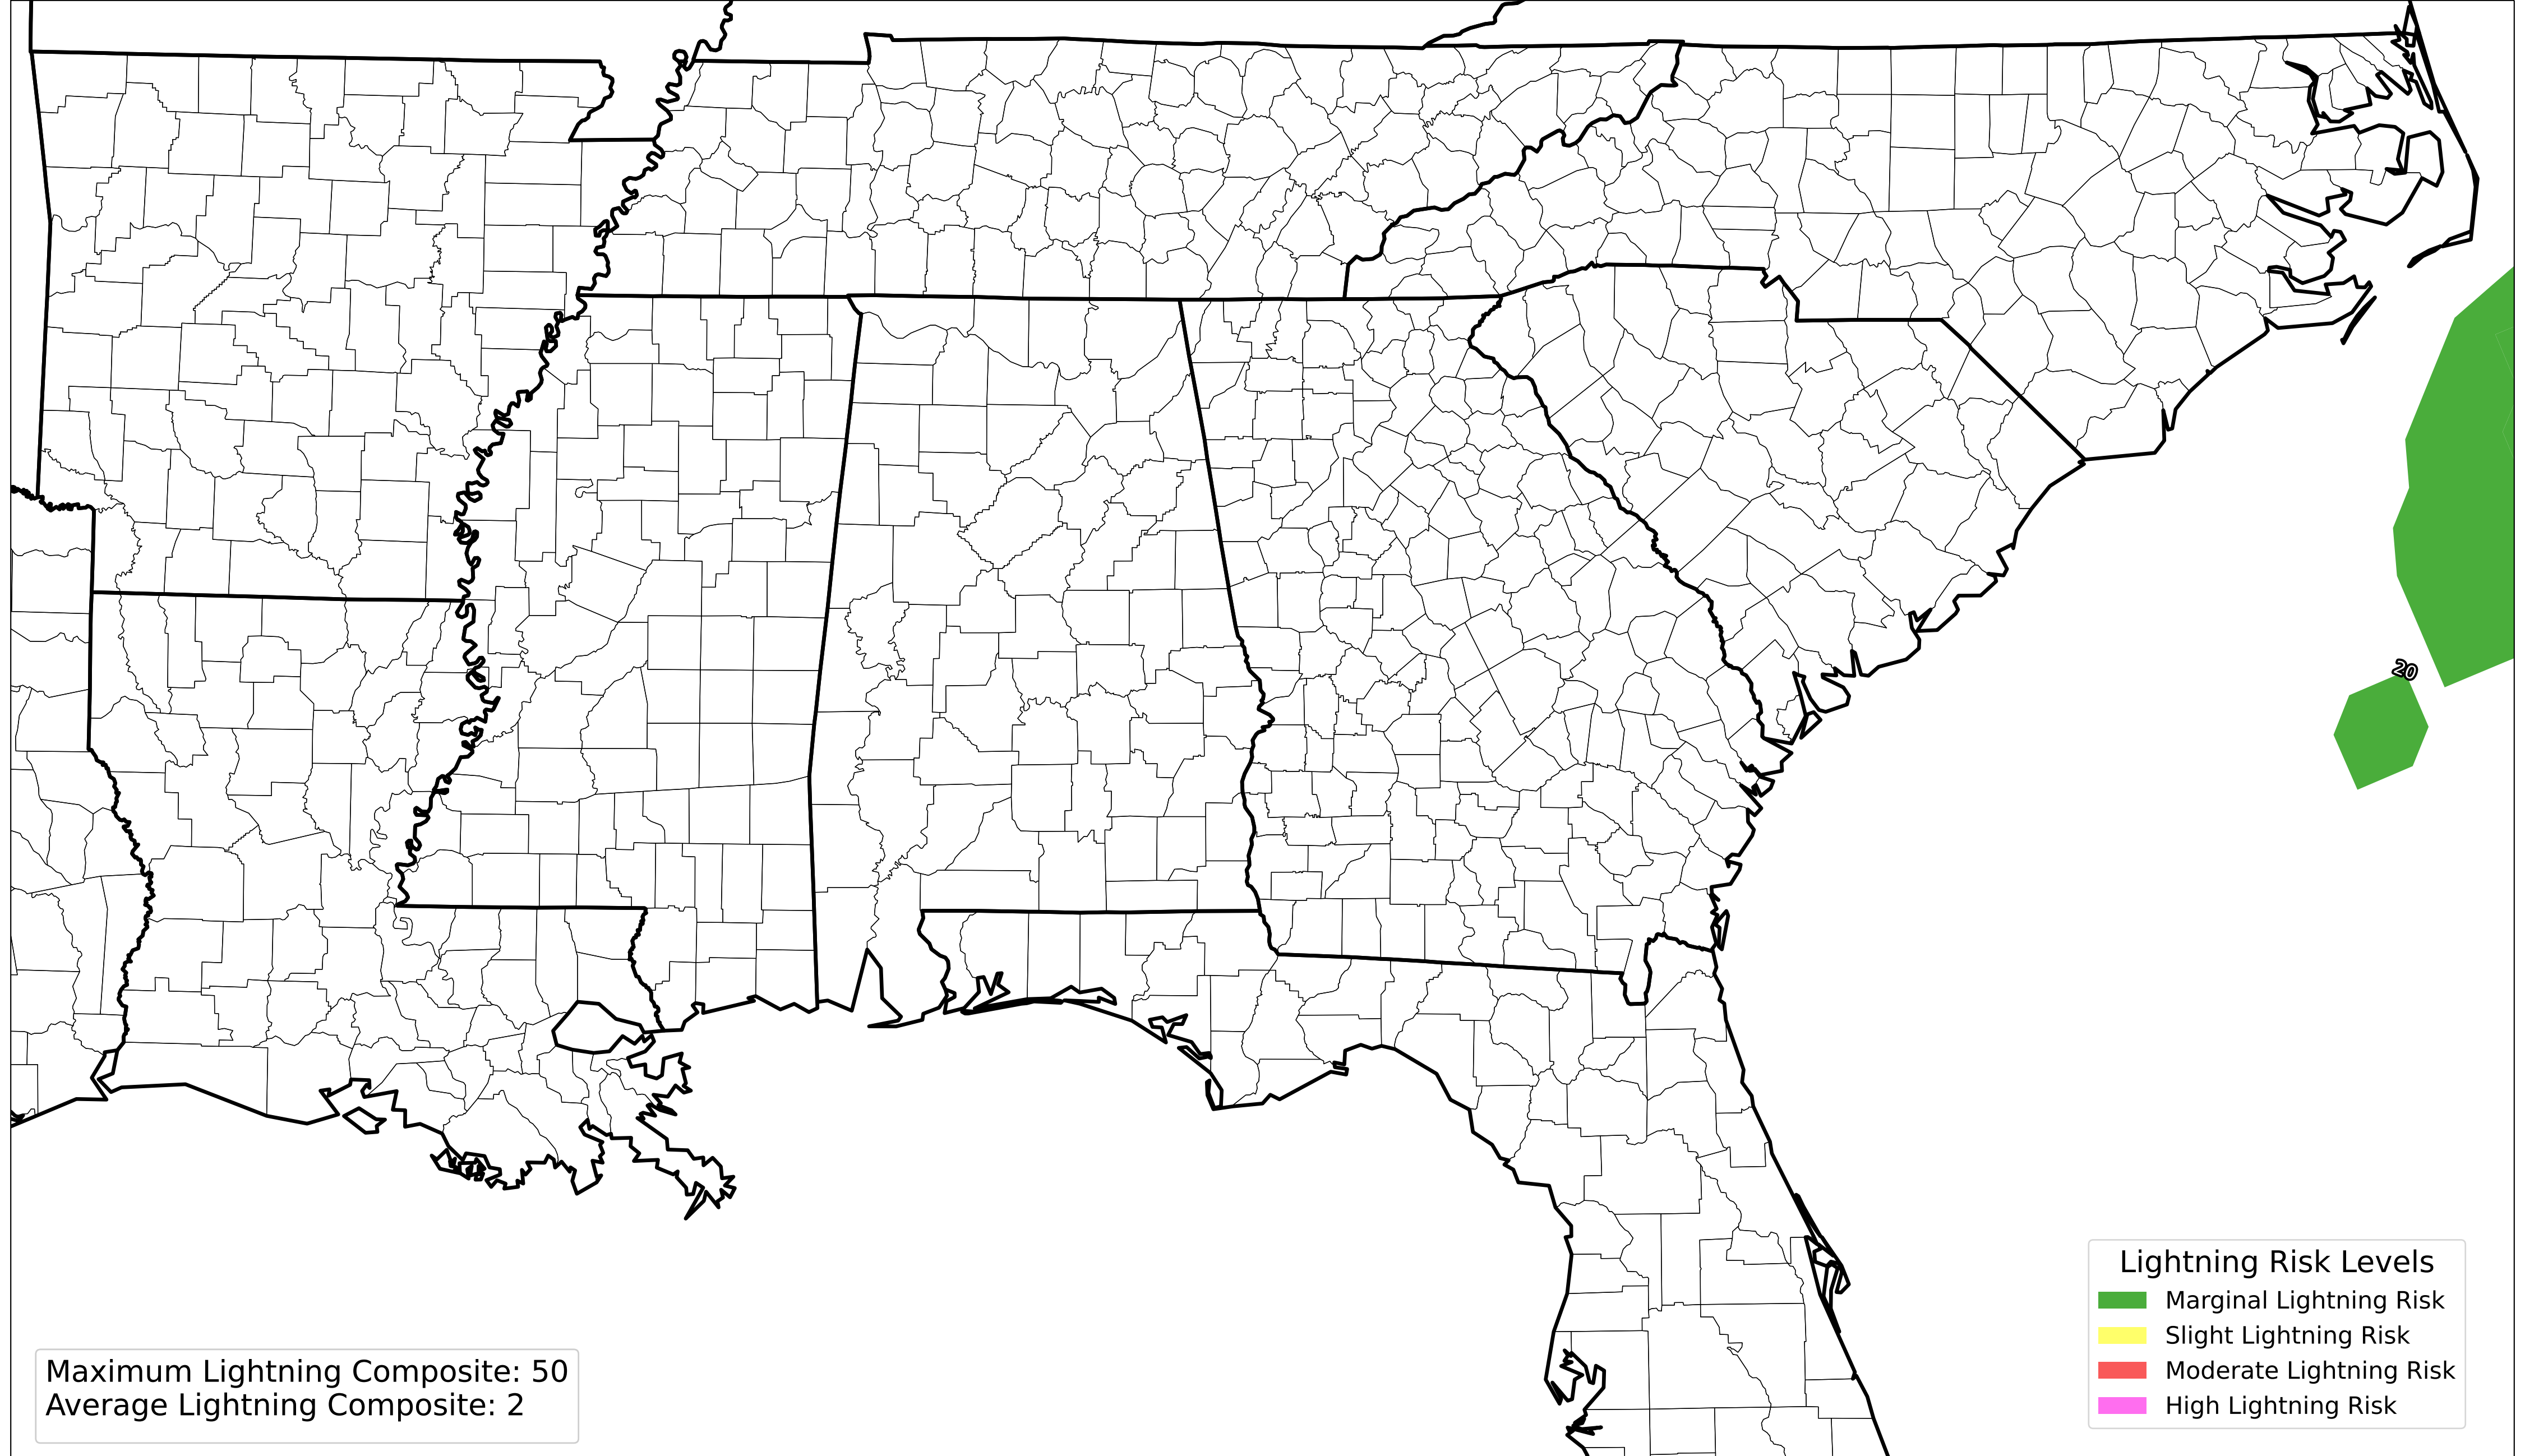 20
Lightning Risk Levels
Marginal Lightning Risk
Slight Lightning Risk
Moderate Lightning Risk
High Lightning Risk
Maximum Lightning Composite: 50
Average Lightning Composite: 2